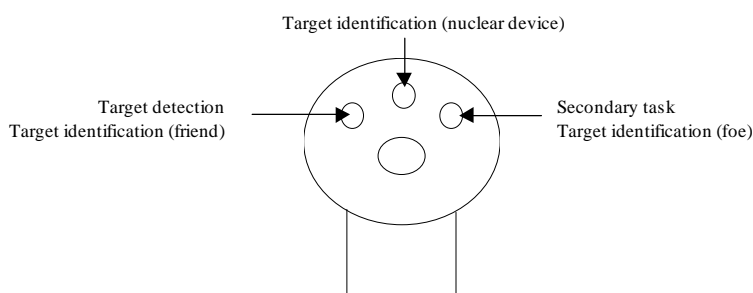 Target identification (nuclear device)
Target detection
Target identification (friend)
Secondary task
Target identification (foe)